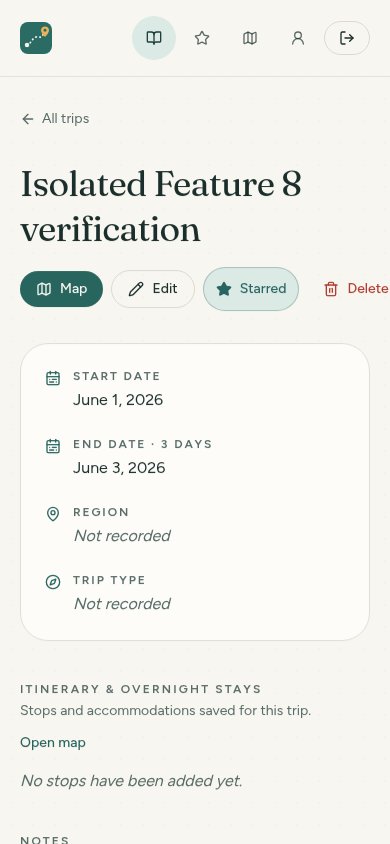 All trips
Isolated Feature 8
verification
Map Edit Starred Delete
START DATE
June 1, 2026
END DATE · 3 DAYS
June 3, 2026
REGION
Not recorded
TRIP TYPE
Not recorded
ITINERARY & OVERNIGHT STAYS
Stops and accommodations saved for this trip.
Open map
No stops have been added yet.
NOTES